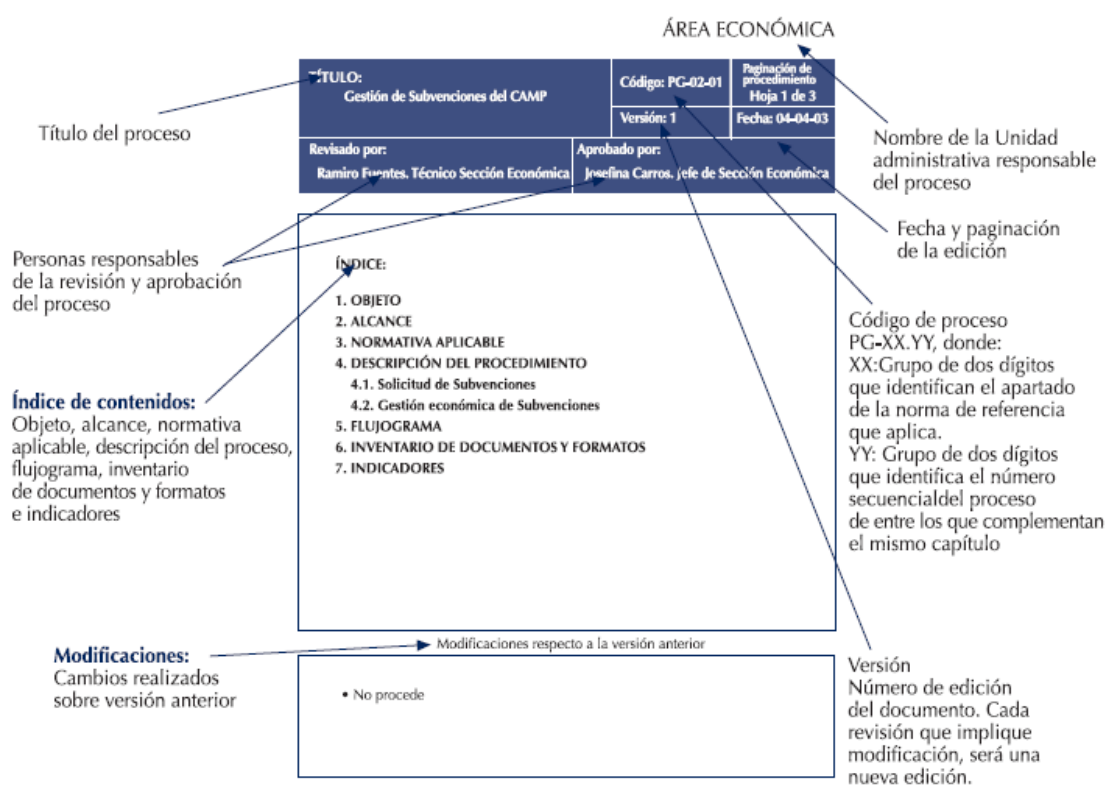 ÁREA ECONÓMICA
TÍTULO:
Gestión de Subvenciones del CAMP
Código: PG-02-01
Paginación de
procedimiento
Hoja 1 de 3
Versión: 1
Fecha: 04-04-03
Revisado por:
Ramiro Fuentes. Técnico Sección Económica
Aprobado por:
Josefina Carros. Jefe de Sección Económica
Título del proceso
Nombre de la Unidad
administrativa responsable
del proceso
Fecha y paginación
de la edición
Personas responsables
de la revisión y aprobación
del proceso
ÍNDICE:
1. OBJETO
2. ALCANCE
3. NORMATIVA APLICABLE
4. DESCRIPCIÓN DEL PROCEDIMIENTO
4.1. Solicitud de Subvenciones
4.2. Gestión económica de Subvenciones
5. FLUJOGRAMA
6. INVENTARIO DE DOCUMENTOS Y FORMATOS
7. INDICADORES
Código de proceso
PG-XX.YY, donde:
XX:Grupo de dos dígitos
que identifican el apartado
de la norma de referencia
que aplica.
YY: Grupo de dos dígitos
que identifica el número
secuencialdel proceso
de entre los que complementan
el mismo capítulo
Índice de contenidos:
Objeto, alcance, normativa
aplicable, descripción del proceso,
flujograma, inventario
de documentos y formatos
e indicadores
Modificaciones respecto a la versión anterior
Modificaciones:
Cambios realizados
sobre versión anterior
• No procede
Versión
Número de edición
del documento. Cada
revisión que implique
modificación, será una
nueva edición.